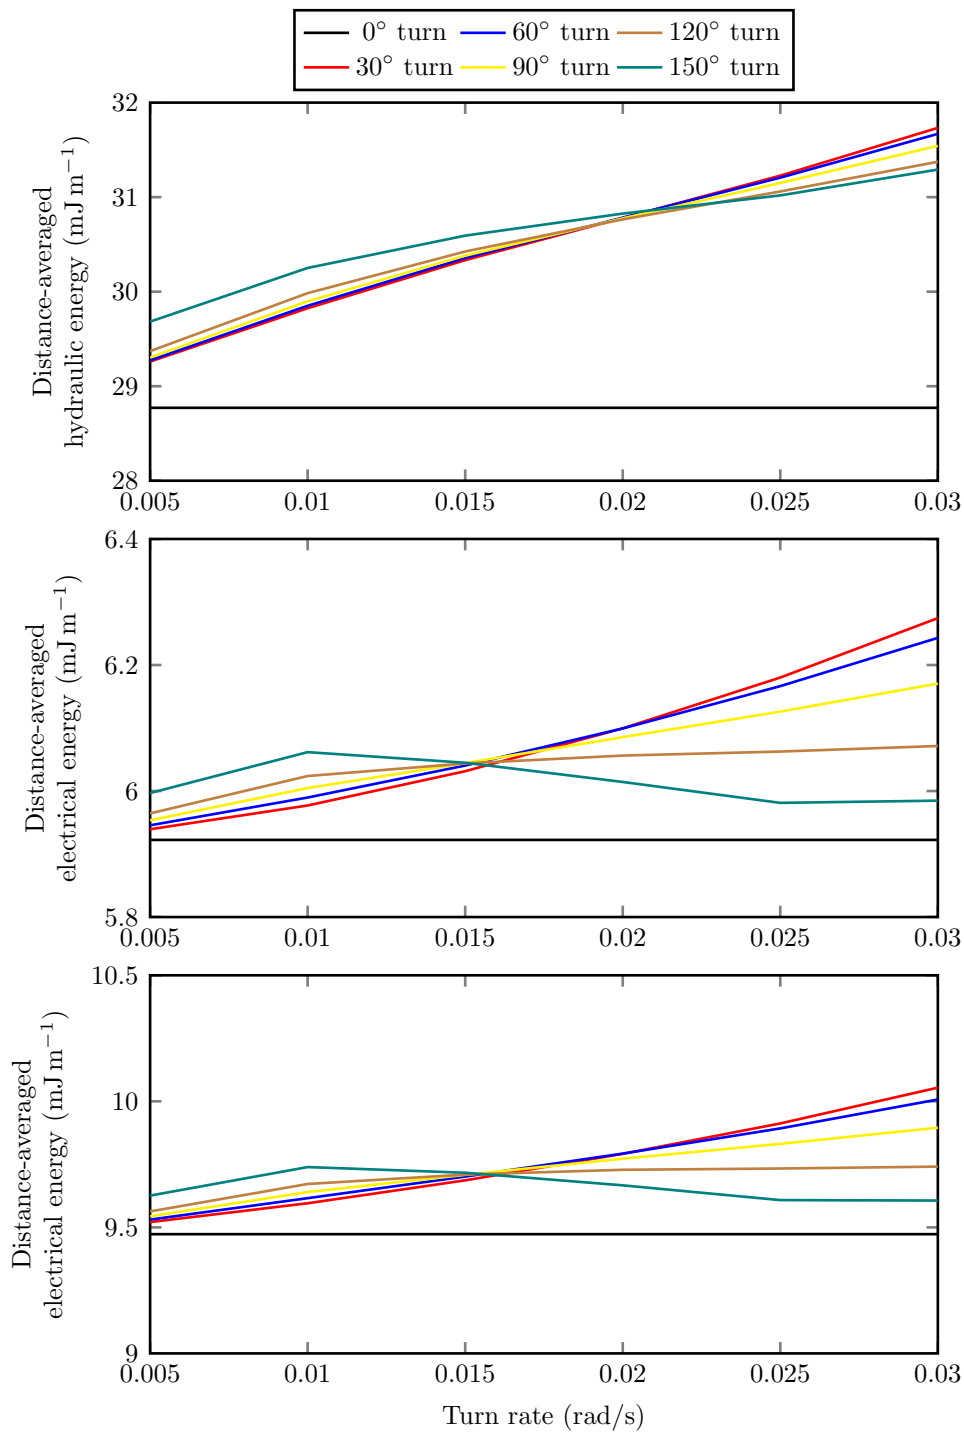 0° turn 60° turn 120° turn
30° turn 90° turn 150° turn
Distance-averaged
hydraulic energy (mJ m⁻¹)
32
31
30
29
28
0.005 0.01 0.015 0.02 0.025 0.03
Distance-averaged
electrical energy (mJ m⁻¹)
6.4
6.2
6
5.8
0.005 0.01 0.015 0.02 0.025 0.03
Distance-averaged
electrical energy (mJ m⁻¹)
10.5
10
9.5
9
0.005 0.01 0.015 0.02 0.025 0.03
Turn rate (rad/s)